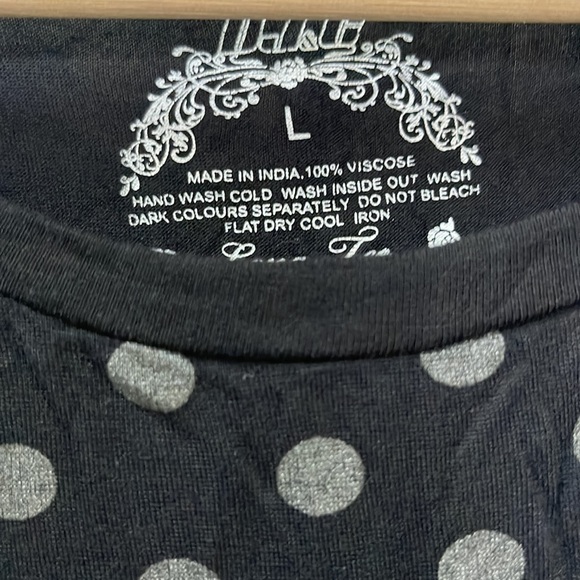 L
MADE IN INDIA, 100% VISCOSE
HAND WASH COLD WASH INSIDE OUT WASH
DARK COLOURS SEPARATELY DO NOT BLEACH
FLAT DRY COOL IRON